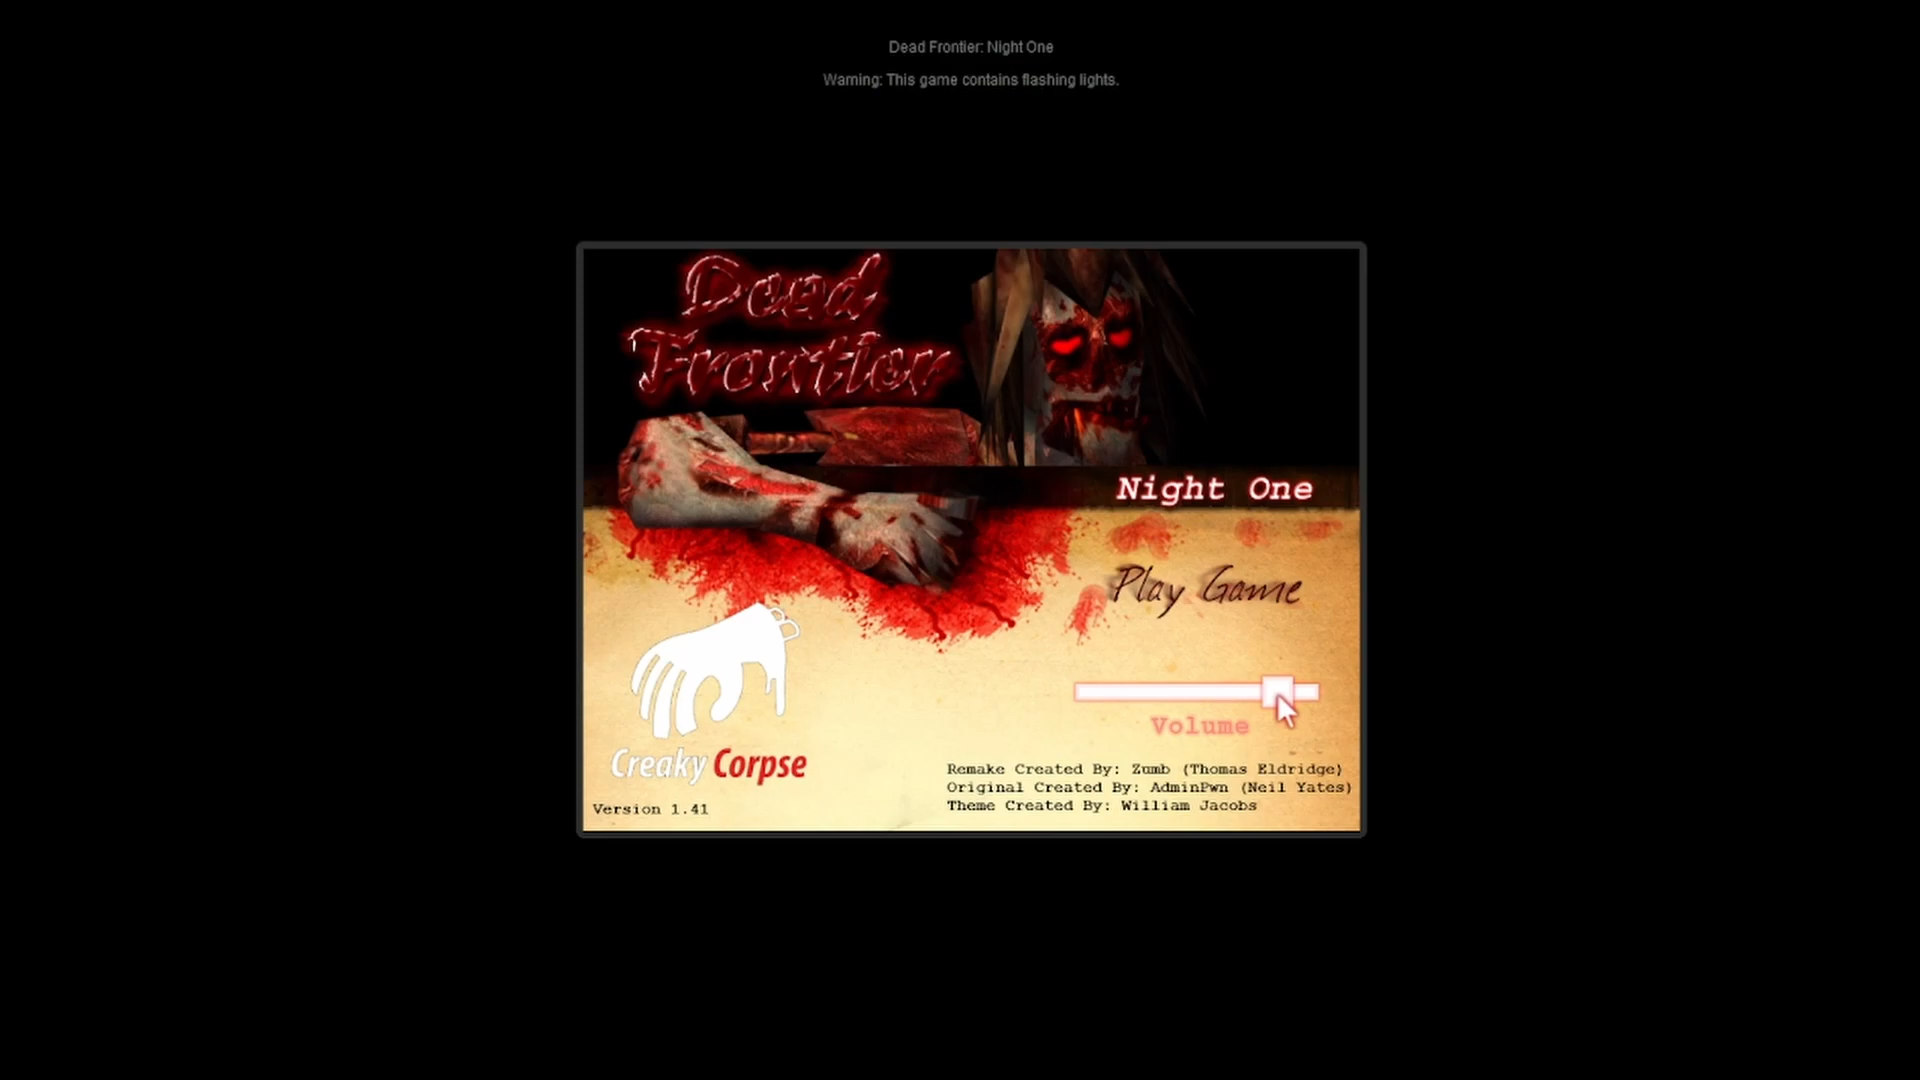 Dead Frontier: Night One
Warning: This game contains flashing lights.
Dead
Frontier
Night One
Play Game
Volume
Creaky Corpse
Remake Created By: Zumb (Thomas Eldridge)
Original Created By: AdminPwn (Neil Yates)
Theme Created By: William Jacobs
Version 1.41